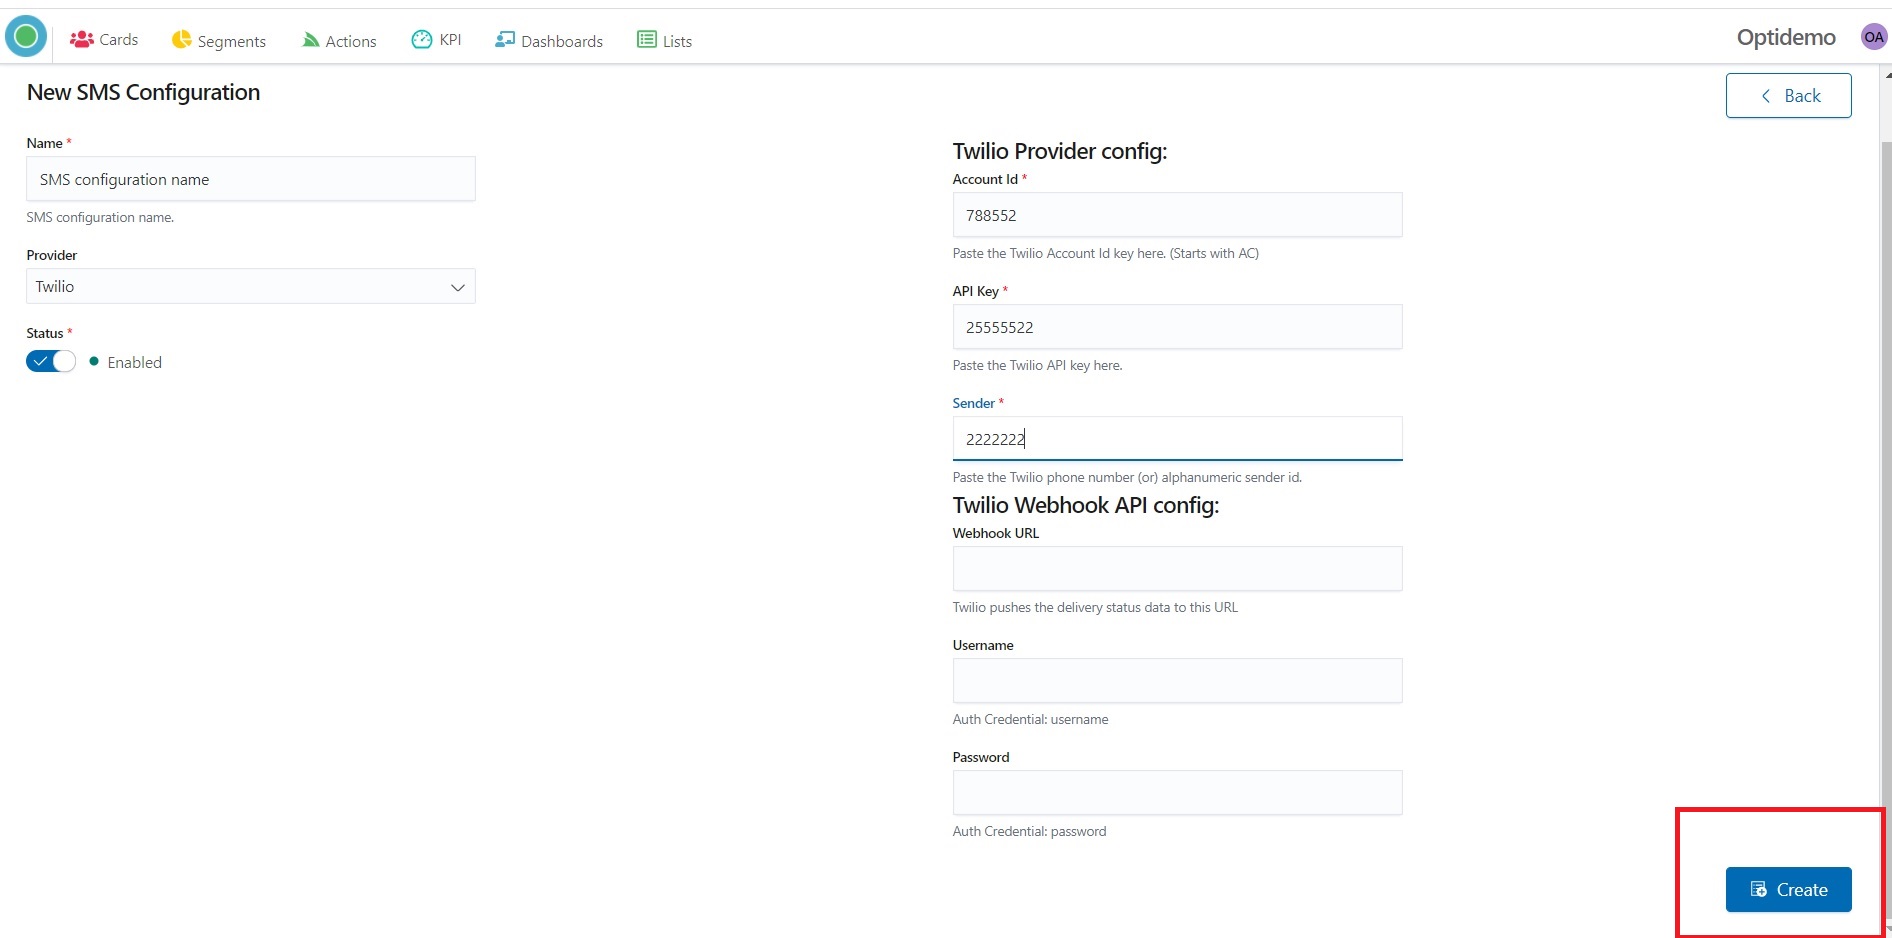 Cards Segments Actions KPI Dashboards Lists Optidemo OA
New SMS Configuration
Back
Name *
SMS configuration name
SMS configuration name.
Provider
Twilio
Status *
Enabled
Twilio Provider config:
Account Id *
788552
Paste the Twilio Account Id key here. (Starts with AC)
API Key *
25555522
Paste the Twilio API key here.
Sender *
2222222
Paste the Twilio phone number (or) alphanumeric sender id.
Twilio Webhook API config:
Webhook URL
Twilio pushes the delivery status data to this URL
Username
Auth Credential: username
Password
Auth Credential: password
Create